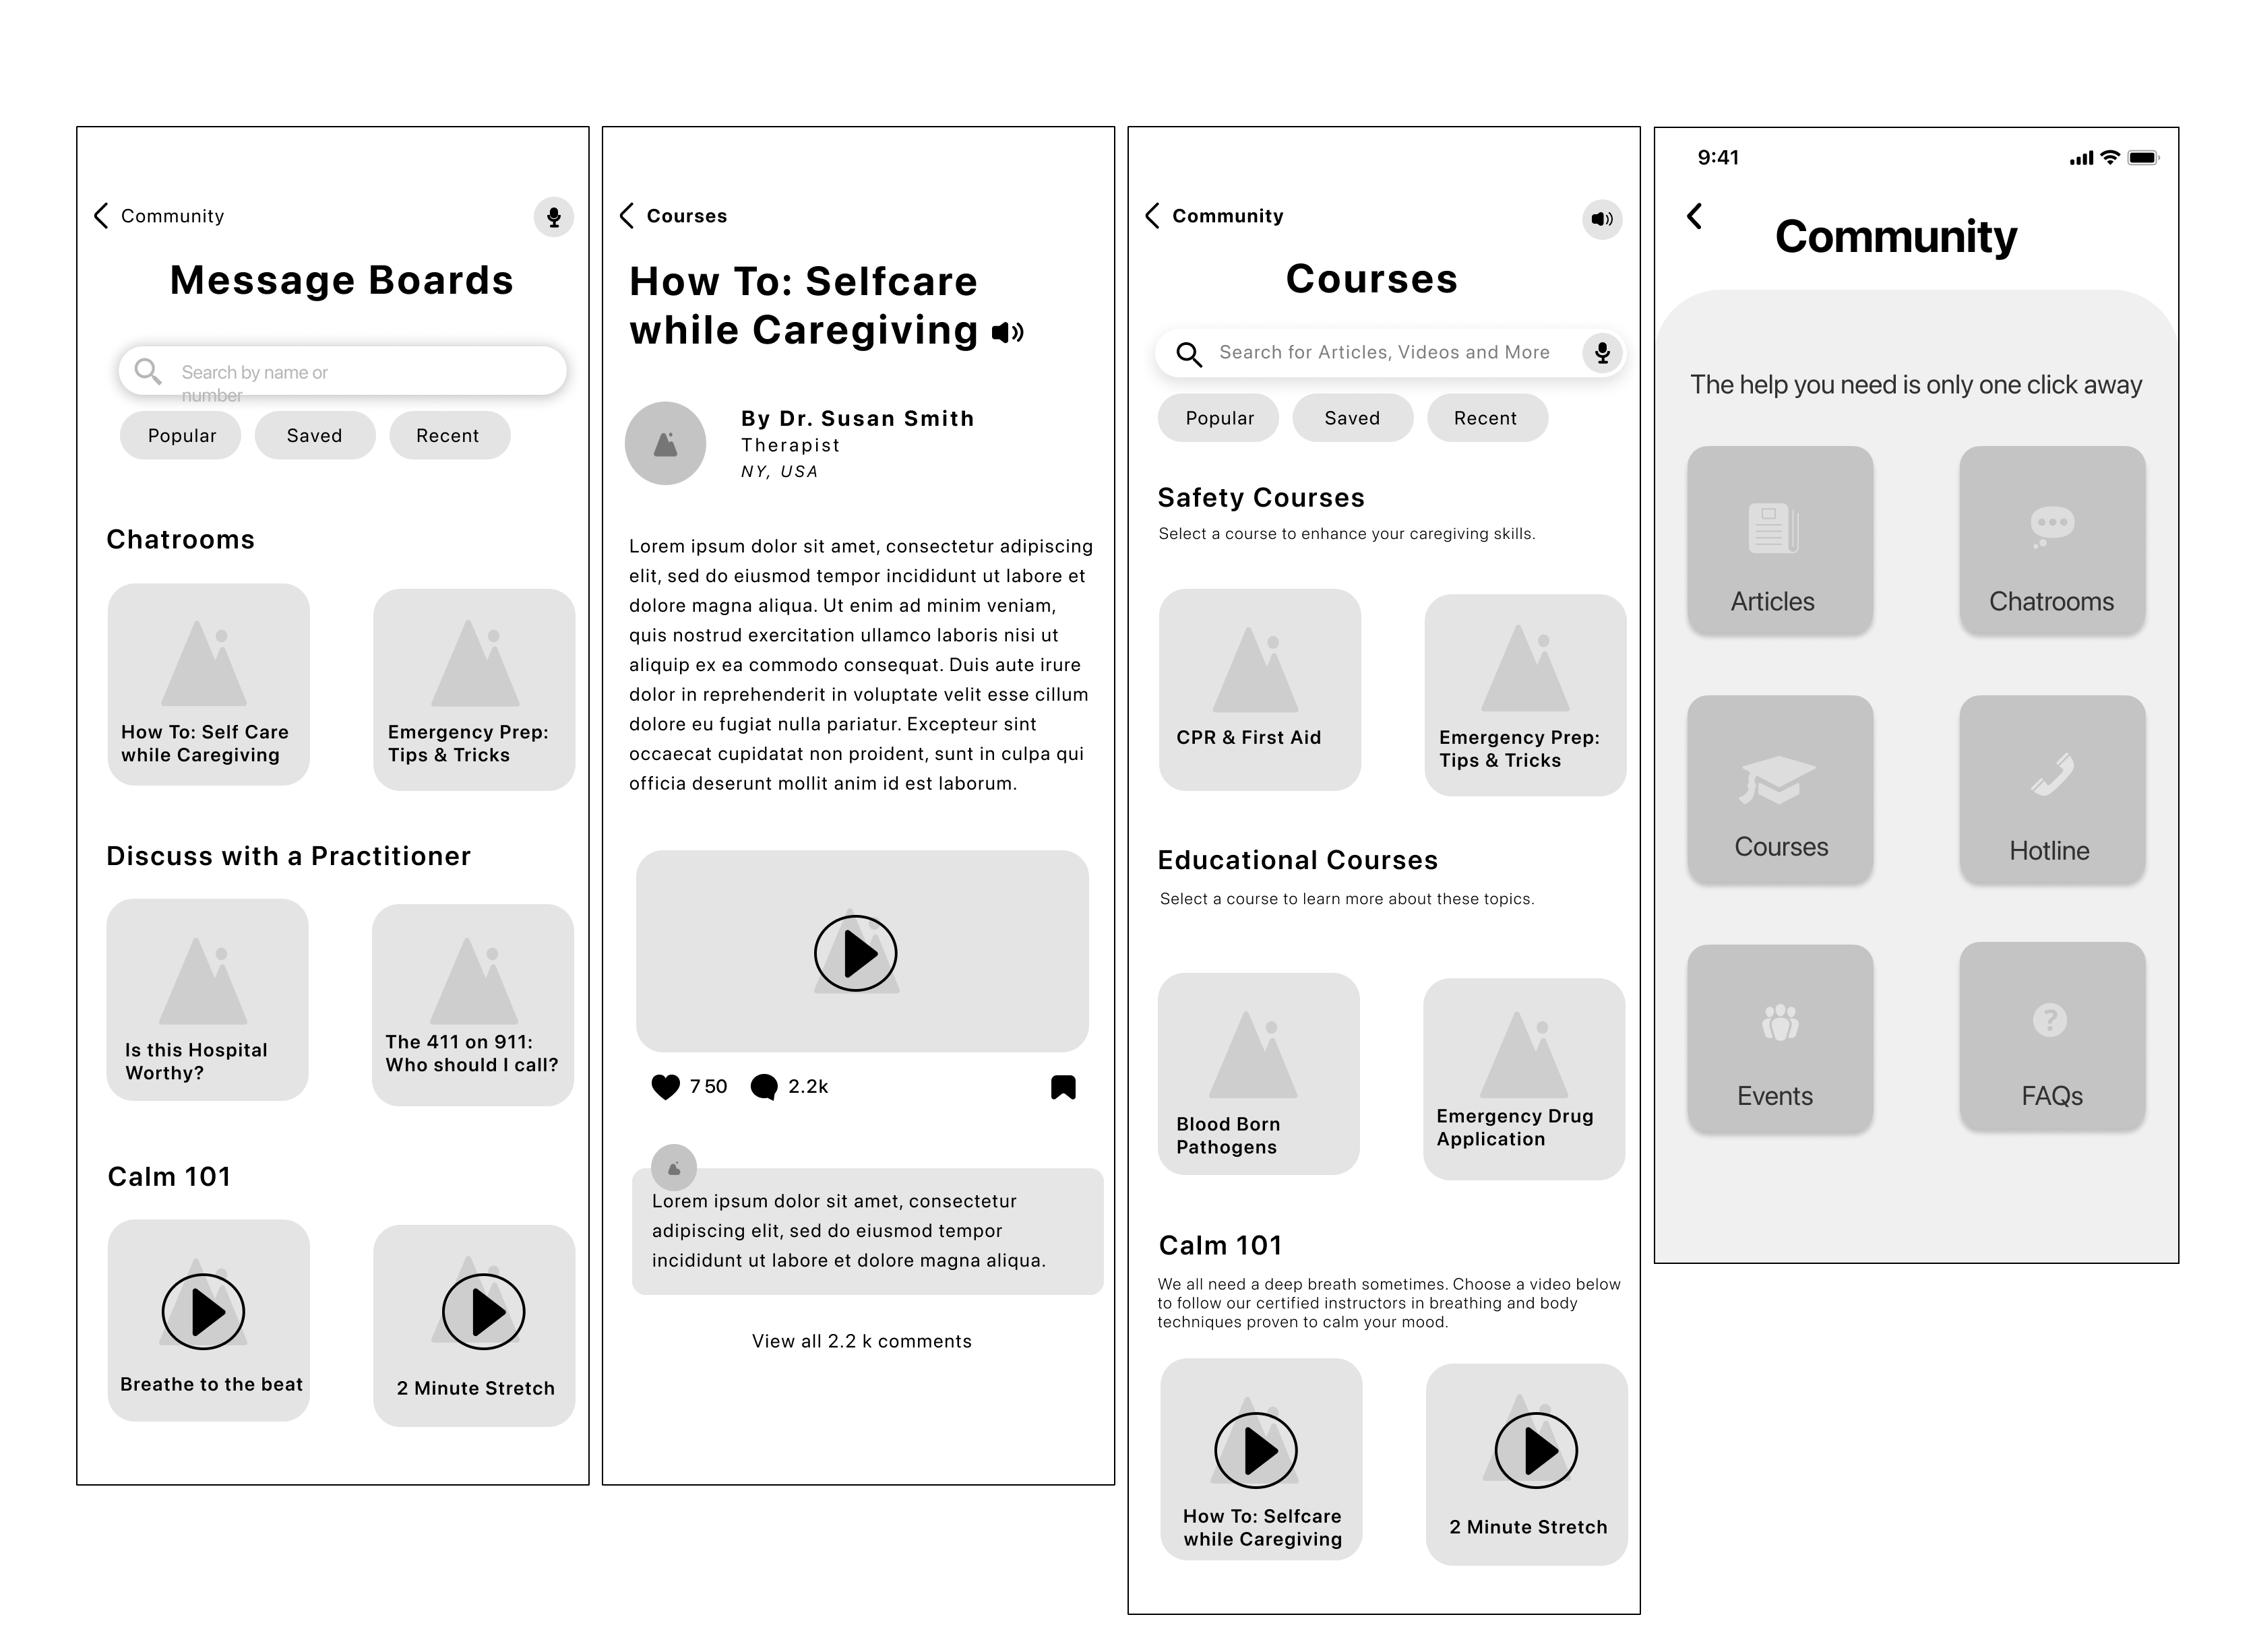 Community
Message Boards
Search by name or
number
Popular
Saved
Recent
Chatrooms
How To: Self Care
while Caregiving
Emergency Prep:
Tips & Tricks
Discuss with a Practitioner
Is this Hospital
Worthy?
The 411 on 911:
Who should I call?
Calm 101
Breathe to the beat
2 Minute Stretch
Courses
How To: Selfcare
while Caregiving
By Dr. Susan Smith
Therapist
NY, USA
Lorem ipsum dolor sit amet, consectetur adipiscing
elit, sed do eiusmod tempor incididunt ut labore et
dolore magna aliqua. Ut enim ad minim veniam,
quis nostrud exercitation ullamco laboris nisi ut
aliquip ex ea commodo consequat. Duis aute irure
dolor in reprehenderit in voluptate velit esse cillum
dolore eu fugiat nulla pariatur. Excepteur sint
occaecat cupidatat non proident, sunt in culpa qui
officia deserunt mollit anim id est laborum.
750
2.2k
Lorem ipsum dolor sit amet, consectetur
adipiscing elit, sed do eiusmod tempor
incididunt ut labore et dolore magna aliqua.
View all 2.2 k comments
Community
Courses
Search for Articles, Videos and More
Popular
Saved
Recent
Safety Courses
Select a course to enhance your caregiving skills.
CPR & First Aid
Emergency Prep:
Tips & Tricks
Educational Courses
Select a course to learn more about these topics.
Blood Born
Pathogens
Emergency Drug
Application
Calm 101
We all need a deep breath sometimes. Choose a video below
to follow our certified instructors in breathing and body
techniques proven to calm your mood.
How To: Selfcare
while Caregiving
2 Minute Stretch
9:41
Community
The help you need is only one click away
Articles
Chatrooms
Courses
Hotline
Events
FAQs